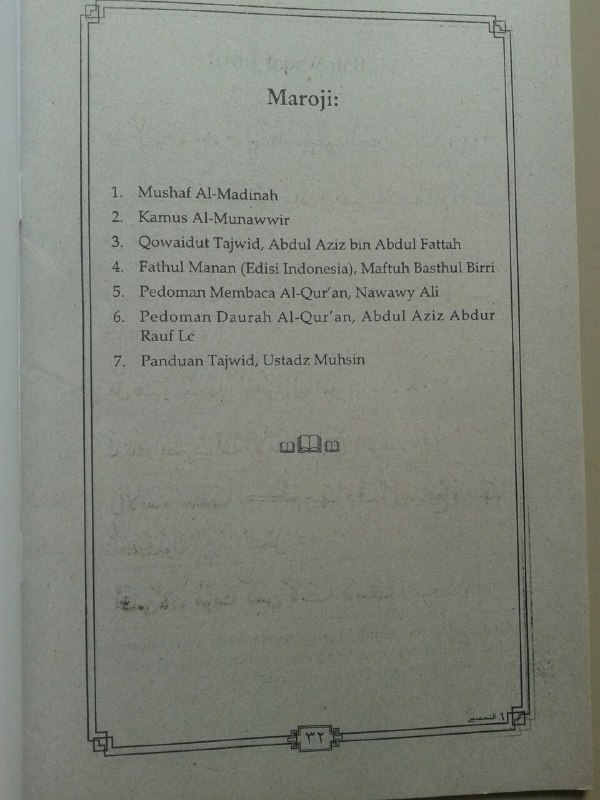 Maroji:
1. Mushaf Al-Madinah
2. Kamus Al-Munawwir
3. Qowaidut Tajwid, Abdul Aziz bin Abdul Fattah
4. Fathul Manan (Edisi Indonesia), Maftuh Basthul Birri
5. Pedoman Membaca Al-Qur'an, Nawawy Ali
6. Pedoman Daurah Al-Qur'an, Abdul Aziz Abdur
Rauf Lc
7. Panduan Tajwid, Ustadz Muhsin
التحسين ٦
٣٢